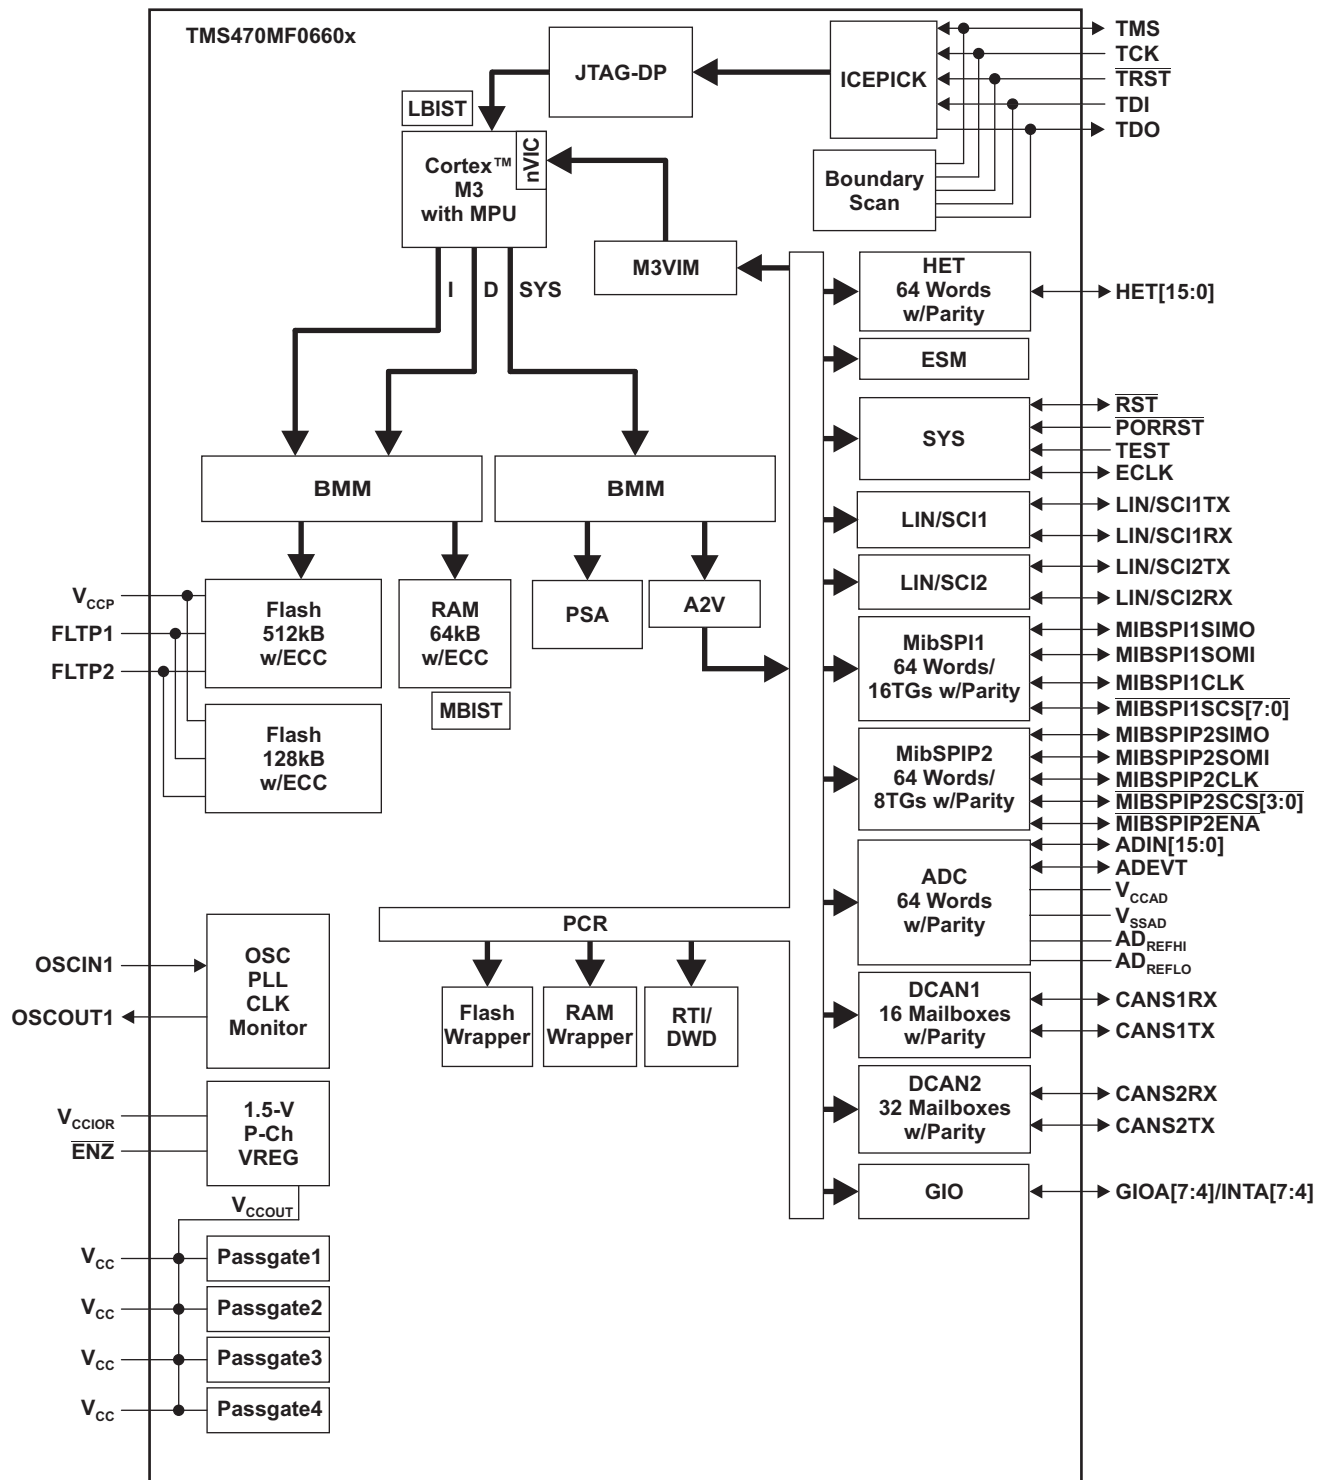 TMS470MF0660x
JTAG-DP
ICEPICK
TMS
TCK
TRST
TDI
TDO
LBIST
Cortex™
M3
with MPU
nVIC
Boundary
Scan
M3VIM
I
D
SYS
HET
64 Words
w/Parity
HET[15:0]
ESM
SYS
RST
PORRST
TEST
ECLK
BMM
BMM
LIN/SCI1
LIN/SCI1TX
LIN/SCI1RX
LIN/SCI2
LIN/SCI2TX
LIN/SCI2RX
VCCP
FLTP1
FLTP2
Flash
512kB
w/ECC
RAM
64kB
w/ECC
PSA
A2V
MBIST
Flash
128kB
w/ECC
MibSPI1
64 Words/
16TGs w/Parity
MIBSPI1SIMO
MIBSPI1SOMI
MIBSPI1CLK
MIBSPI1SCS[7:0]
MibSPIP2
64 Words/
8TGs w/Parity
MIBSPIP2SIMO
MIBSPIP2SOMI
MIBSPIP2CLK
MIBSPIP2SCS[3:0]
MIBSPIP2ENA
ADC
64 Words
w/Parity
ADIN[15:0]
ADEVT
VCCAD
VSSAD
ADREFHI
ADREFLO
PCR
OSCIN1
OSCOUT1
OSC
PLL
CLK
Monitor
Flash
Wrapper
RAM
Wrapper
RTI/
DWD
DCAN1
16 Mailboxes
w/Parity
CANS1RX
CANS1TX
VCCIOR
ENZ
1.5-V
P-Ch
VREG
DCAN2
32 Mailboxes
w/Parity
CANS2RX
CANS2TX
GIO
GIOA[7:4]/INTA[7:4]
VCCOUT
VCC
Passgate1
VCC
Passgate2
VCC
Passgate3
VCC
Passgate4